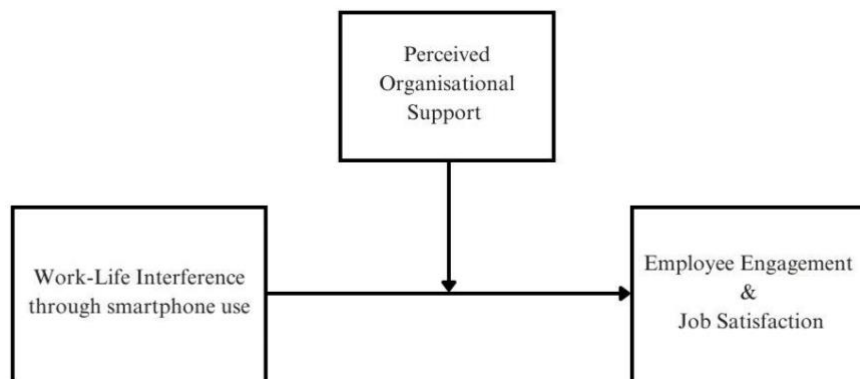 Perceived
Organisational
Support
Work-Life Interference
through smartphone use
Employee Engagement
&
Job Satisfaction